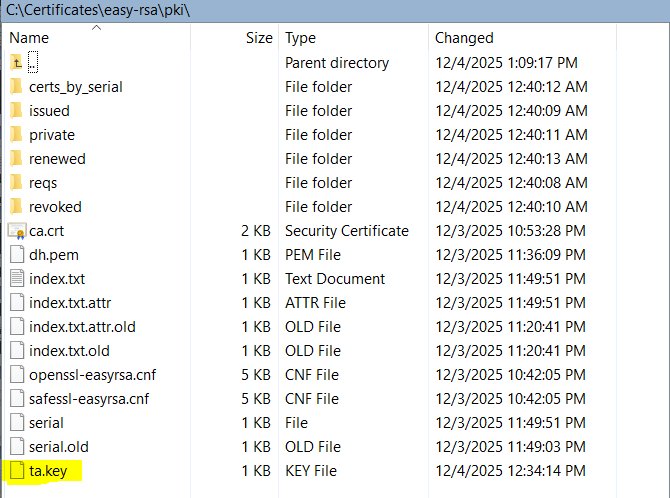 C:\Certificates\easy-rsa\pki\
Name Size Type Changed
.. Parent directory 12/4/2025 1:09:17 PM
certs_by_serial File folder 12/4/2025 12:40:12 AM
issued File folder 12/4/2025 12:40:09 AM
private File folder 12/4/2025 12:40:11 AM
renewed File folder 12/4/2025 12:40:13 AM
reqs File folder 12/4/2025 12:40:08 AM
revoked File folder 12/4/2025 12:40:10 AM
ca.crt 2 KB Security Certificate 12/3/2025 10:53:28 PM
dh.pem 1 KB PEM File 12/3/2025 11:36:09 PM
index.txt 1 KB Text Document 12/3/2025 11:49:51 PM
index.txt.attr 1 KB ATTR File 12/3/2025 11:49:51 PM
index.txt.attr.old 1 KB OLD File 12/3/2025 11:20:41 PM
index.txt.old 1 KB OLD File 12/3/2025 11:20:41 PM
openssl-easyrsa.cnf 5 KB CNF File 12/3/2025 10:42:05 PM
safessl-easyrsa.cnf 5 KB CNF File 12/3/2025 10:42:05 PM
serial 1 KB File 12/3/2025 11:49:51 PM
serial.old 1 KB OLD File 12/3/2025 11:49:03 PM
ta.key 1 KB KEY File 12/4/2025 12:34:14 PM